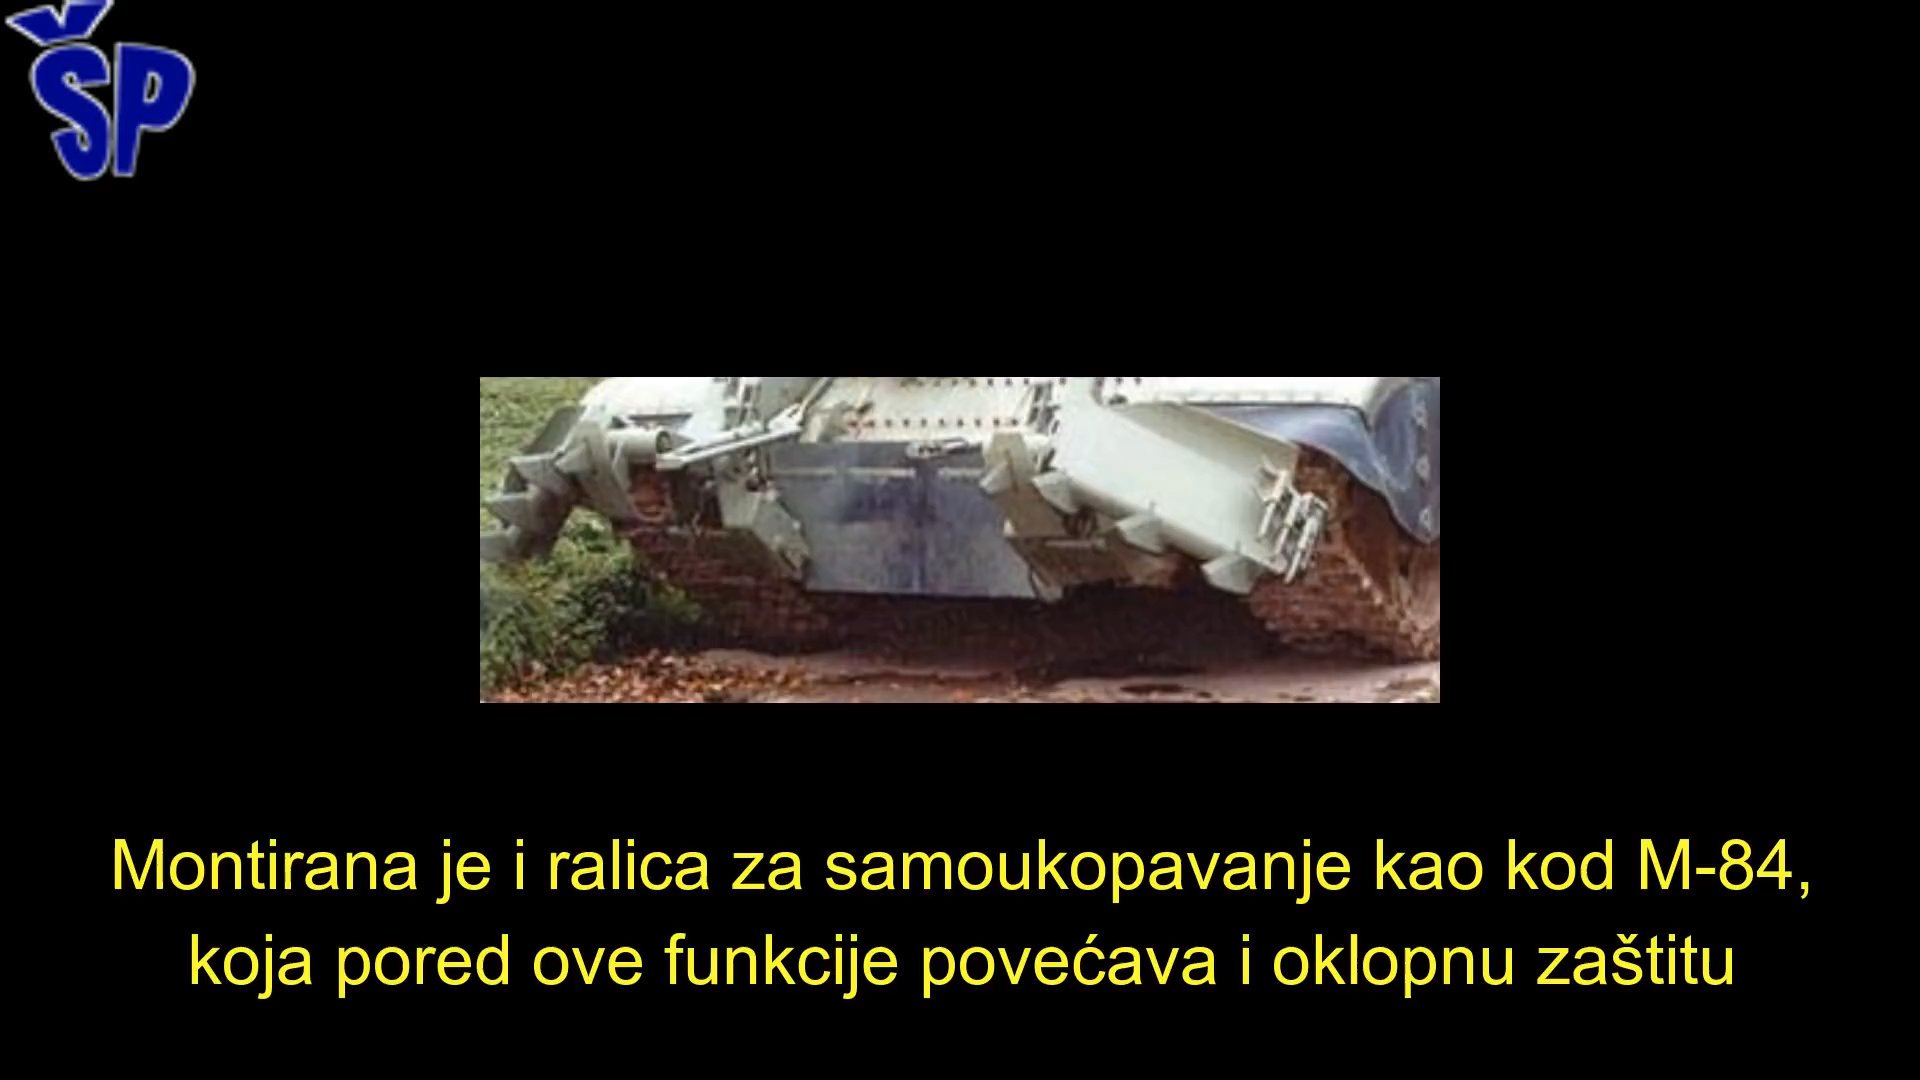 ŠP
Montirana je i ralica za samoukopavanje kao kod M-84,
koja pored ove funkcije povećava i oklopnu zaštitu